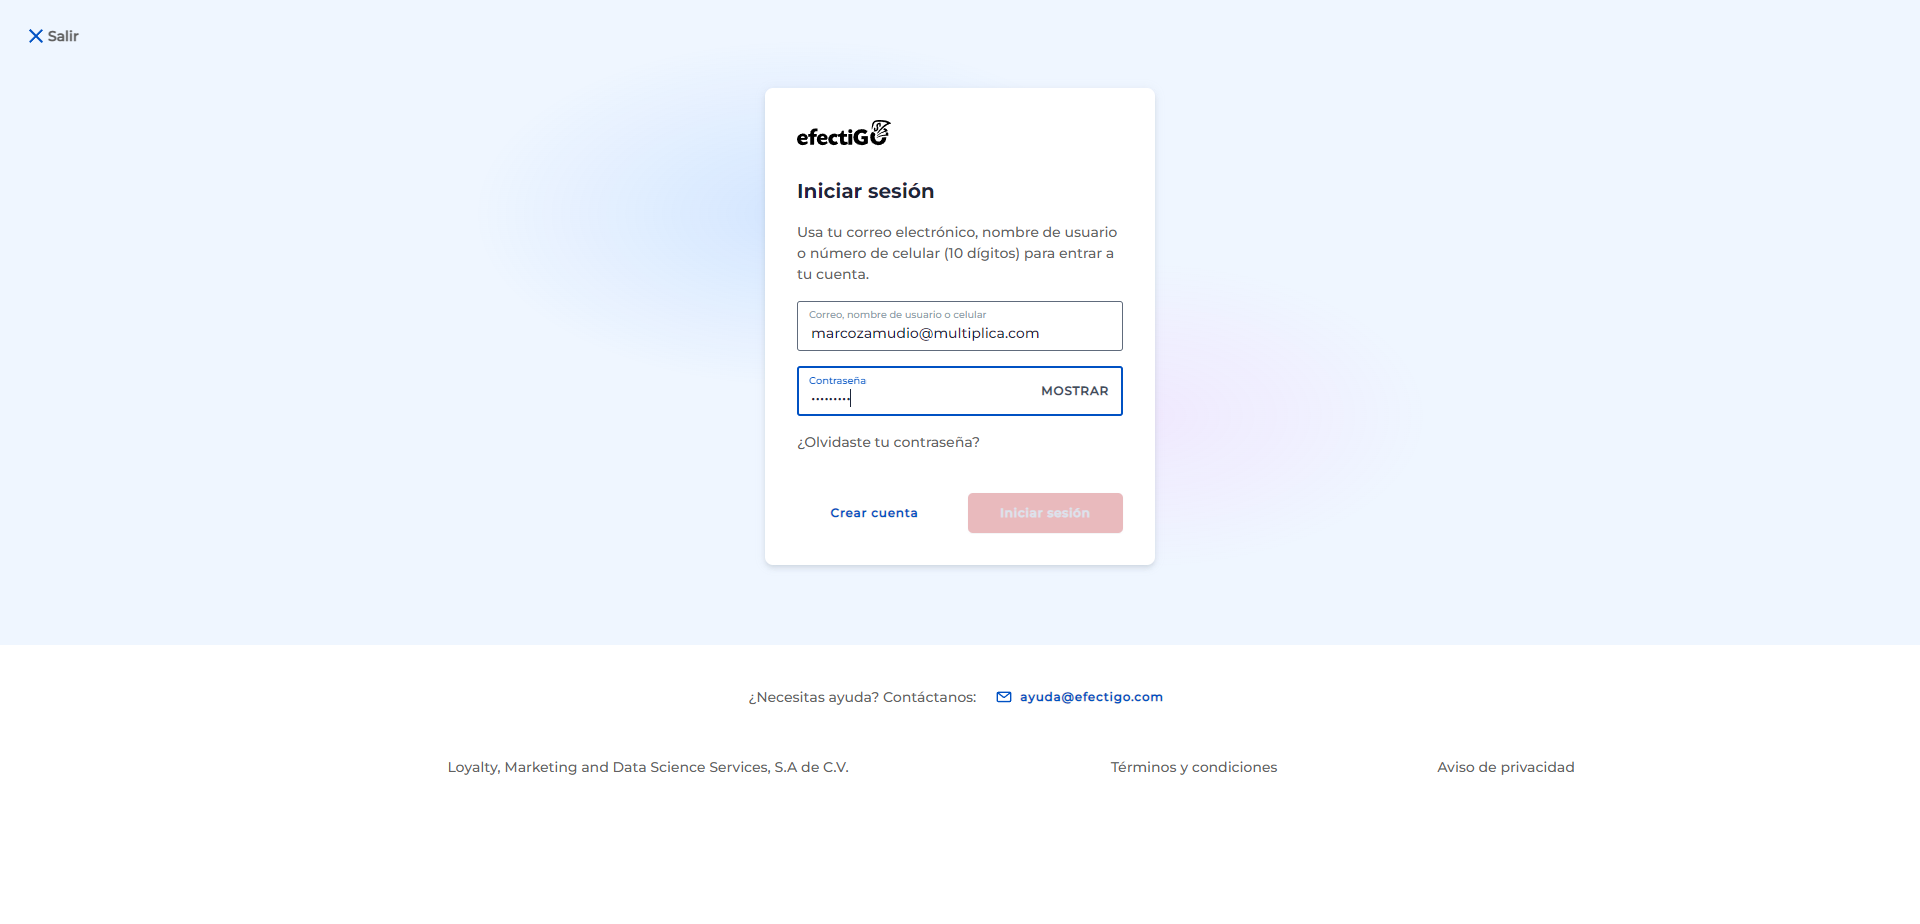 Salir
efectiGO
Iniciar sesión
Usa tu correo electrónico, nombre de usuario
o número de celular (10 dígitos) para entrar a
tu cuenta.
Correo, nombre de usuario o celular
marcozamudio@multiplica.com
Contraseña
•••••••••
MOSTRAR
¿Olvidaste tu contraseña?
Crear cuenta
Iniciar sesión
¿Necesitas ayuda? Contáctanos:
ayuda@efectigo.com
Loyalty, Marketing and Data Science Services, S.A de C.V.
Términos y condiciones
Aviso de privacidad